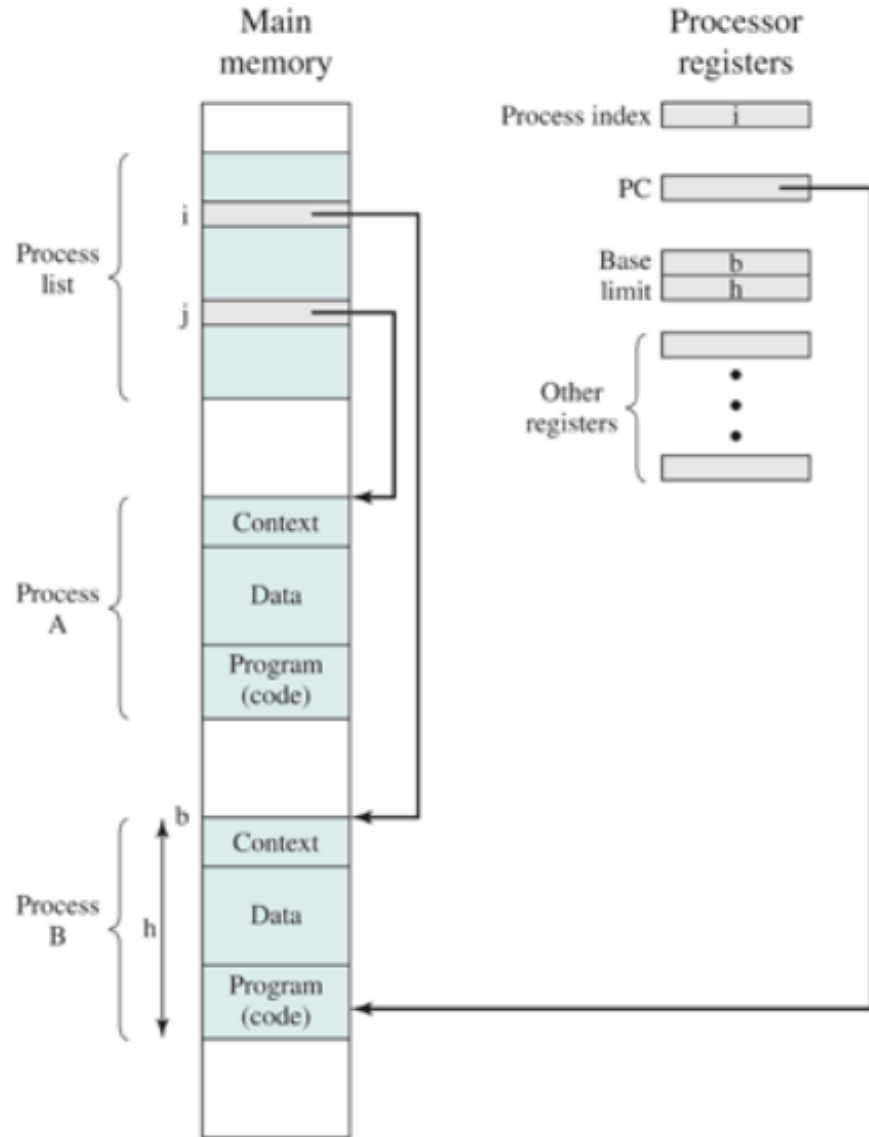 Main
memory
Processor
registers
Process index
i
PC
Base
limit
b
h
Other
registers
Process
list
i
j
Process
A
Context
Data
Program
(code)
b
Process
B
h
Context
Data
Program
(code)